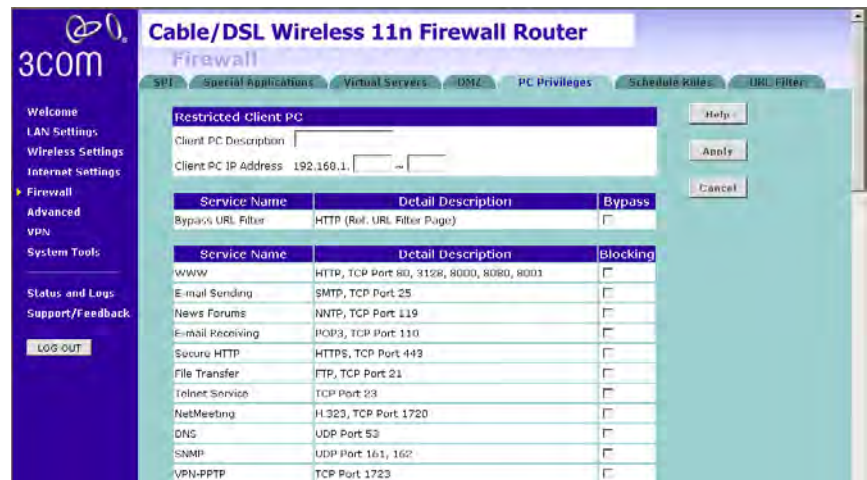 3COM
Cable/DSL Wireless 11n Firewall Router
Firewall
SPI Special Applications Virtual Servers DMZ PC Privileges Schedule Rules URL Filter
Welcome
LAN Settings
Wireless Settings
Internet Settings
Firewall
Advanced
VPN
System Tools
Status and Logs
Support/Feedback
LOG OUT
Restricted Client PC
Client PC Description
Client PC IP Address 192.168.1. ~
Help
Apply
Cancel
Service Name Detail Description Bypass
Bypass URL Filter HTTP (Ref. URL Filter Page)
Service Name Detail Description Blocking
WWW HTTP, TCP Port 80, 3128, 8000, 8080, 8001
E-mail Sending SMTP, TCP Port 25
News Forums NNTP, TCP Port 119
E-mail Receiving POP3, TCP Port 110
Secure HTTP HTTPS, TCP Port 443
File Transfer FTP, TCP Port 21
Telnet Service TCP Port 23
NetMeeting H.323, TCP Port 1720
DNS UDP Port 53
SNMP UDP Port 161, 162
VPN-PPTP TCP Port 1723